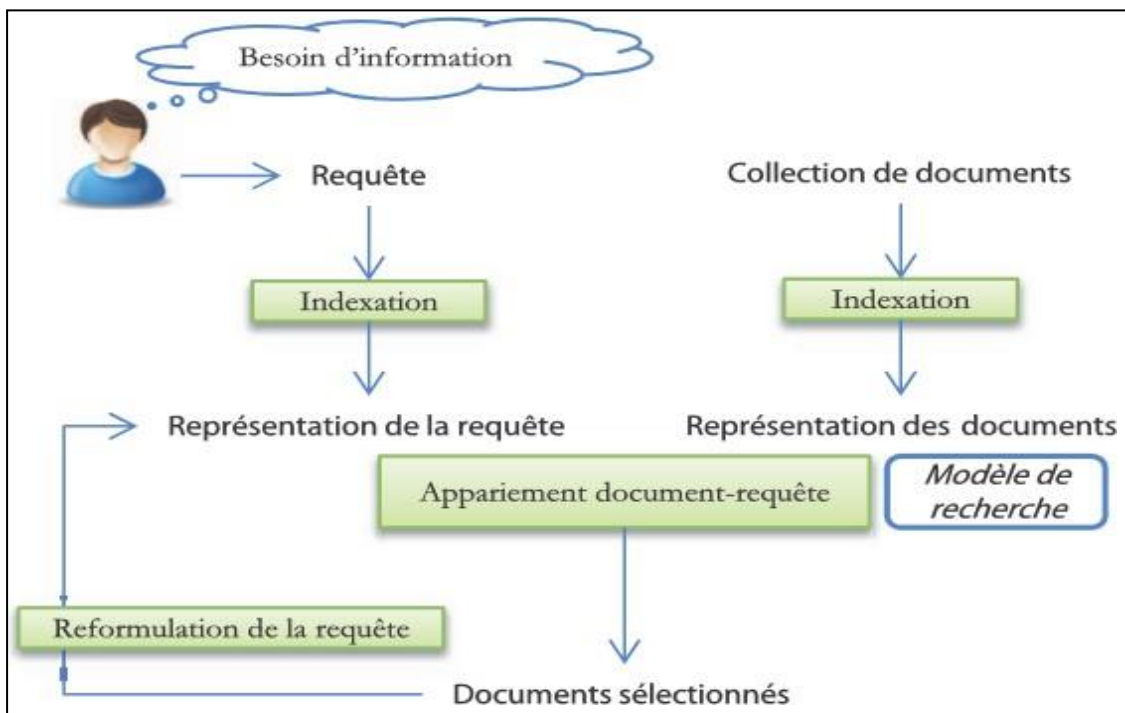 Besoin d'information
Requête
Collection de documents
Indexation
Indexation
Représentation de la requête
Représentation des documents
Appariement document-requête
Modèle de
recherche
Reformulation de la requête
Documents sélectionnés